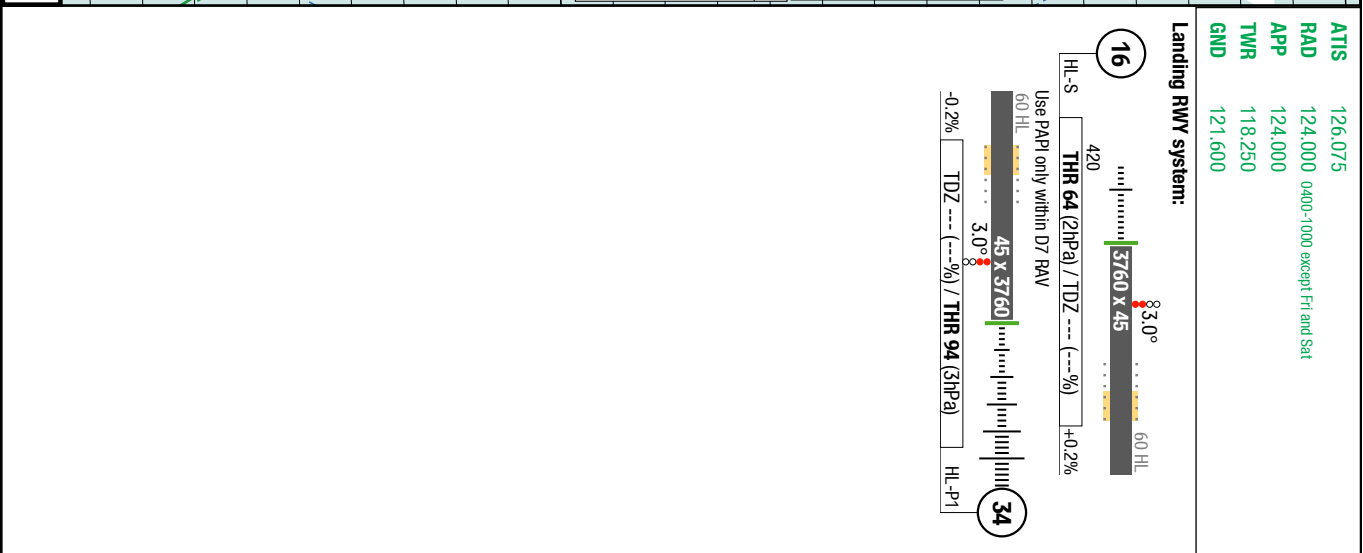 ATIS 126.075
RAD 124.000 0400-1000 except Fri and Sat
APP 124.000
TWR 118.250
GND 121.600
Landing RWY system:
16
3.0°
3760 x 45
60 HL
420
HL-S
THR 64 (2hPa) / TDZ --- (---%)
+0.2%
Use PAPI only within D7 RAV
60 HL
45 x 3760
3.0°
34
-0.2%
TDZ --- (---%) / THR 94 (3hPa)
HL-P1